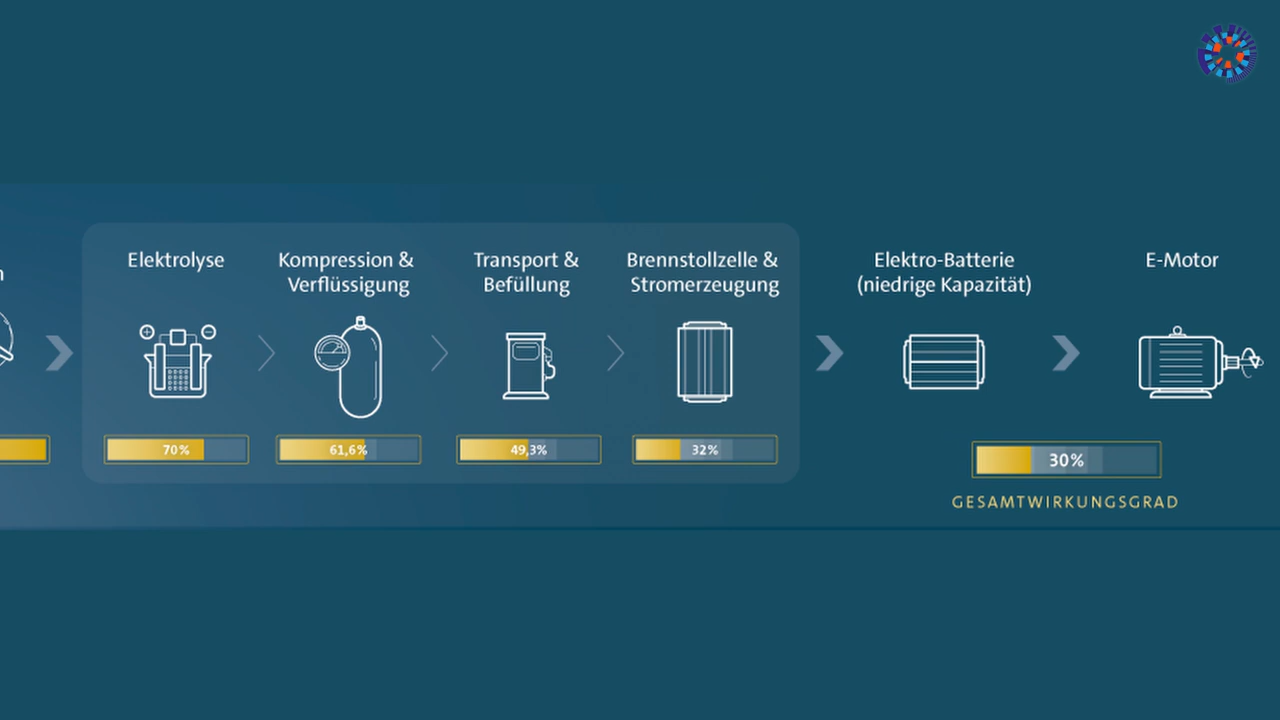 Elektrolyse
70%
Kompression &
Verflüssigung
61,6%
Transport &
Befüllung
49,3%
Brennstollzelle &
Stromerzeugung
32%
Elektro-Batterie
(niedrige Kapazität)
E-Motor
30%
GESAMTWIRKUNGSGRAD